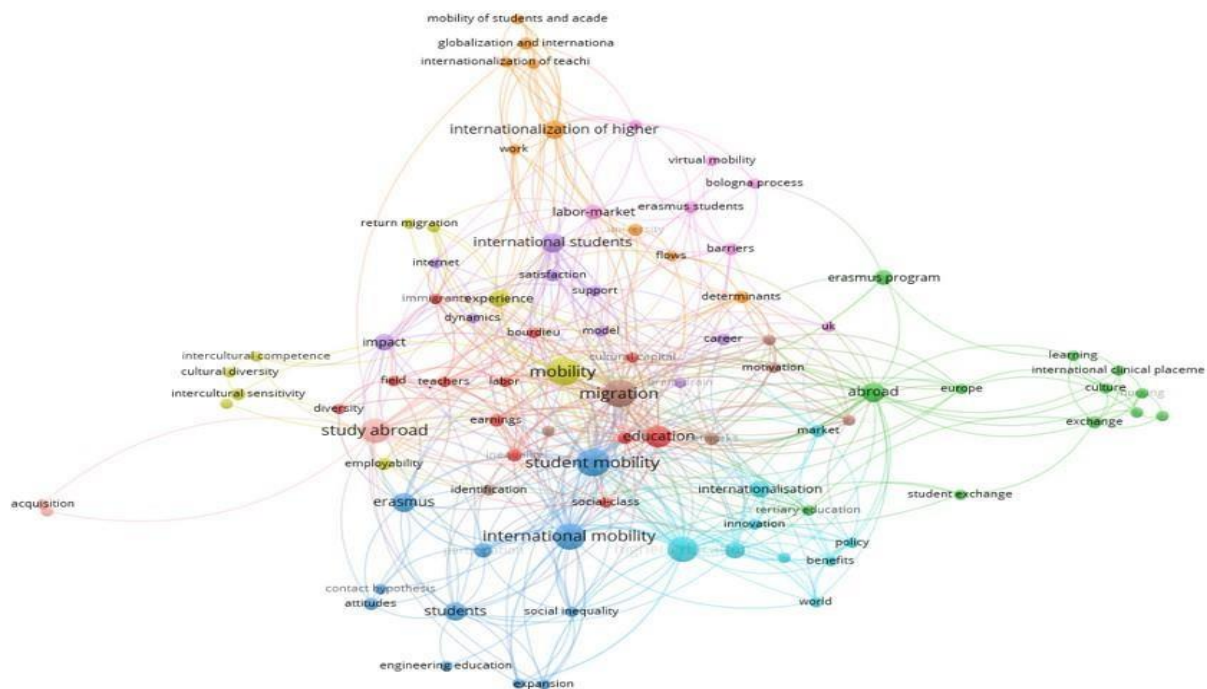 mobility of students and acade
globalization and internationa
internationalization of teachi
internationalization of higher
work
virtual mobility
bologna process
labor-market
erasmus students
return migration
university
international students
barriers
flows
internet
satisfaction
erasmus program
support
immigrants
experience
determinants
dynamics
bourdieu
model
uk
impact
career
intercultural competence
cultural capital
learning
motivation
cultural diversity
mobility
international clinical placeme
field
teachers
labor
culture
intercultural sensitivity
migration
abroad
europe
diversity
earnings
exchange
study abroad
education
market
employability
student mobility
identification
internationalisation
student exchange
acquisition
erasmus
social-class
tertiary education
innovation
international mobility
policy
benefits
contact hypothesis
attitudes
students
social inequality
world
engineering education
expansion